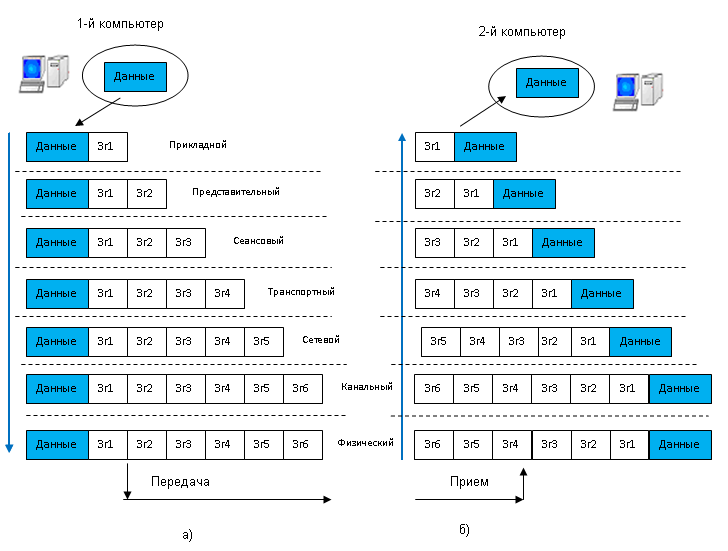 1-й компьютер
Данные
Данные Зг1 Прикладной
Данные Зг1 Зг2 Представительный
Данные Зг1 Зг2 Зг3 Сеансовый
Данные Зг1 Зг2 Зг3 Зг4 Транспортный
Данные Зг1 Зг2 Зг3 Зг4 Зг5 Сетевой
Данные Зг1 Зг2 Зг3 Зг4 Зг5 Зг6 Канальный
Данные Зг1 Зг2 Зг3 Зг4 Зг5 Зг6 Физический
Передача
а)
2-й компьютер
Данные
Зг1 Данные
Зг2 Зг1 Данные
Зг3 Зг2 Зг1 Данные
Зг4 Зг3 Зг2 Зг1 Данные
Зг5 Зг4 Зг3 Зг2 Зг1 Данные
Зг6 Зг5 Зг4 Зг3 Зг2 Зг1 Данные
Зг6 Зг5 Зг4 Зг3 Зг2 Зг1 Данные
Прием
б)